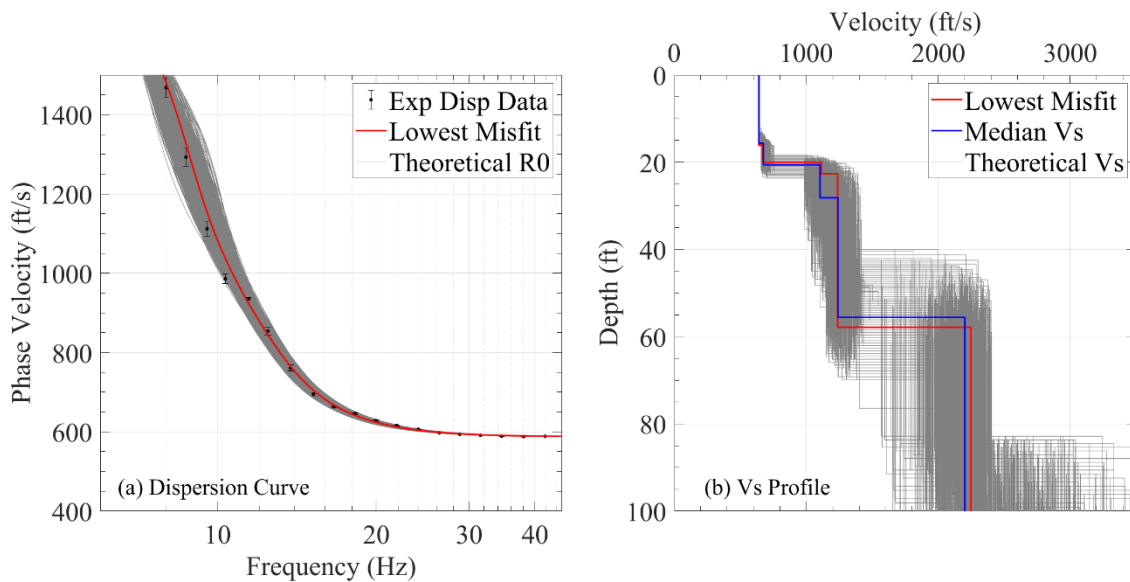 1400
1200
1000
800
600
400
10
20
30
40
Phase Velocity (ft/s)
Frequency (Hz)
Exp Disp Data
Lowest Misfit
Theoretical R0
(a) Dispersion Curve
Velocity (ft/s)
0
1000
2000
3000
0
20
40
60
80
100
Depth (ft)
Lowest Misfit
Median Vs
Theoretical Vs
(b) Vs Profile